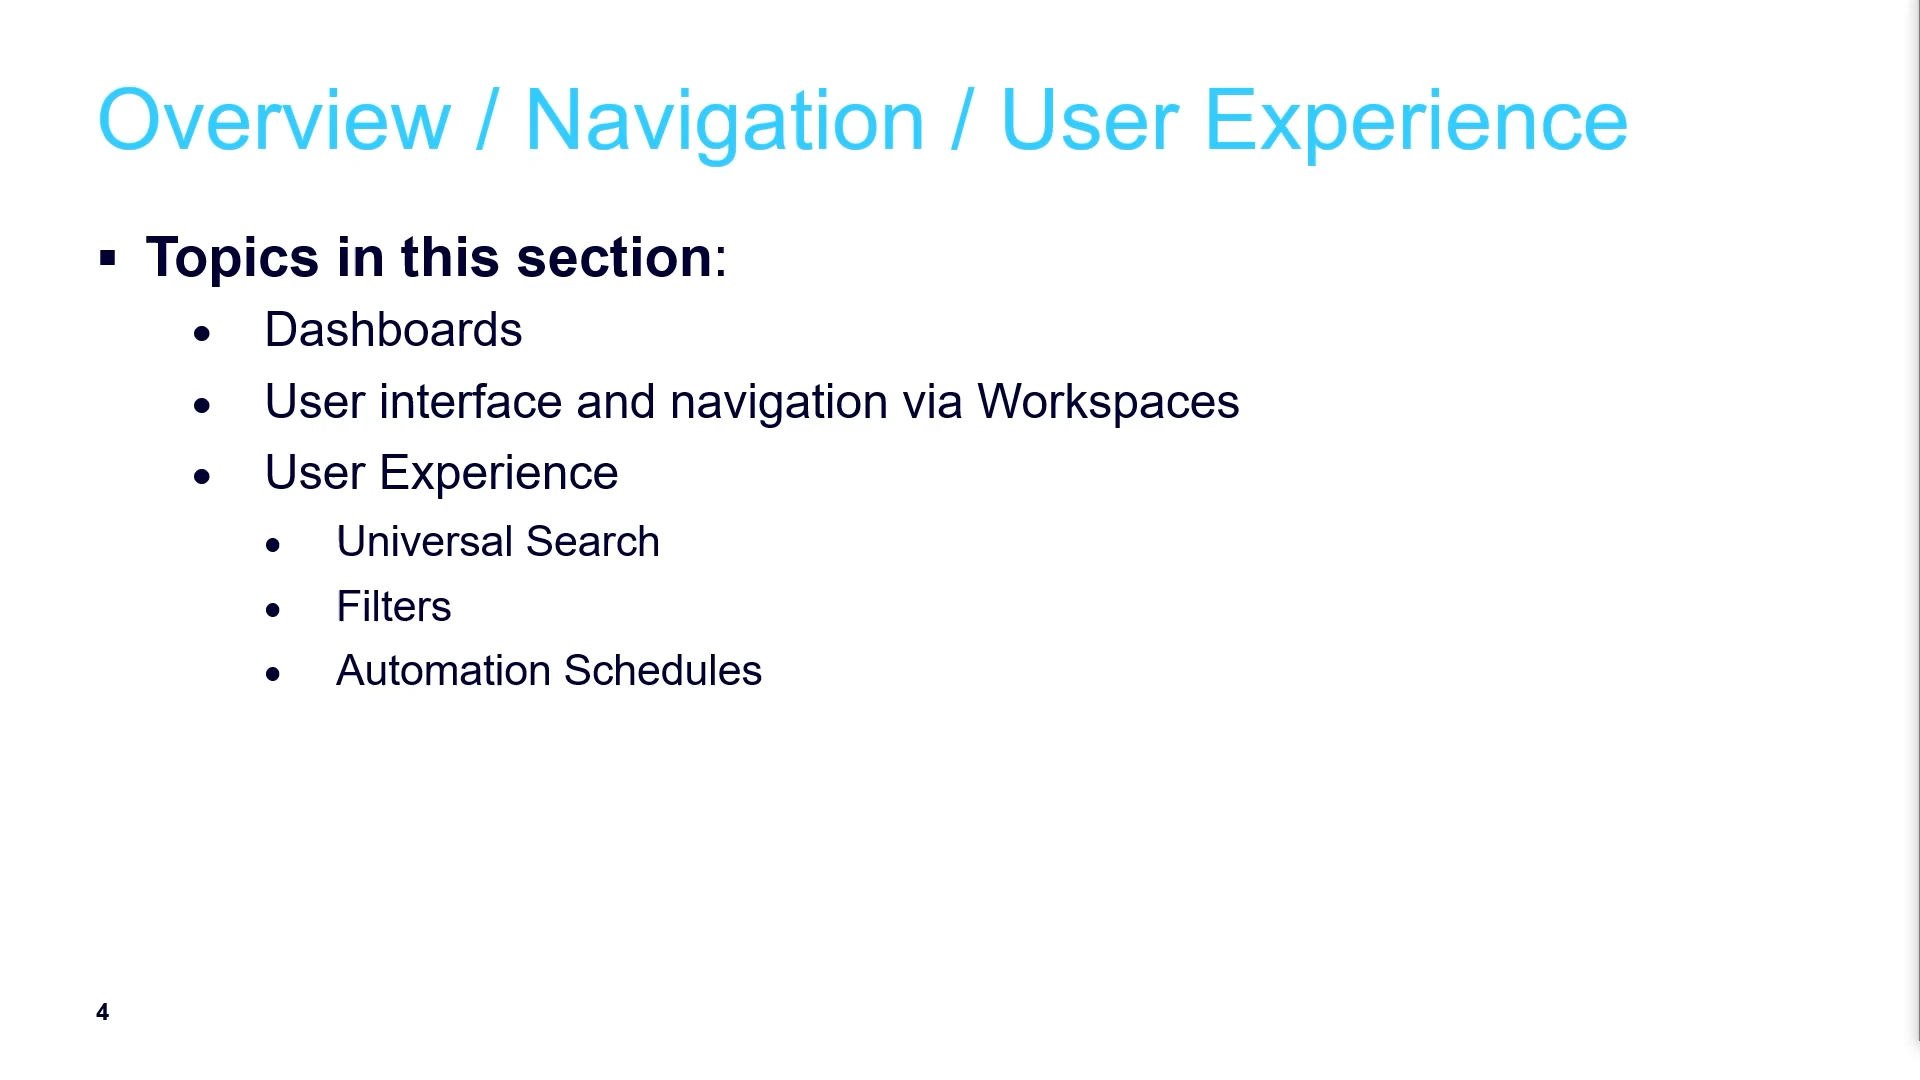 Overview / Navigation / User Experience
▪ Topics in this section:
• Dashboards
• User interface and navigation via Workspaces
• User Experience
• Universal Search
• Filters
• Automation Schedules
4